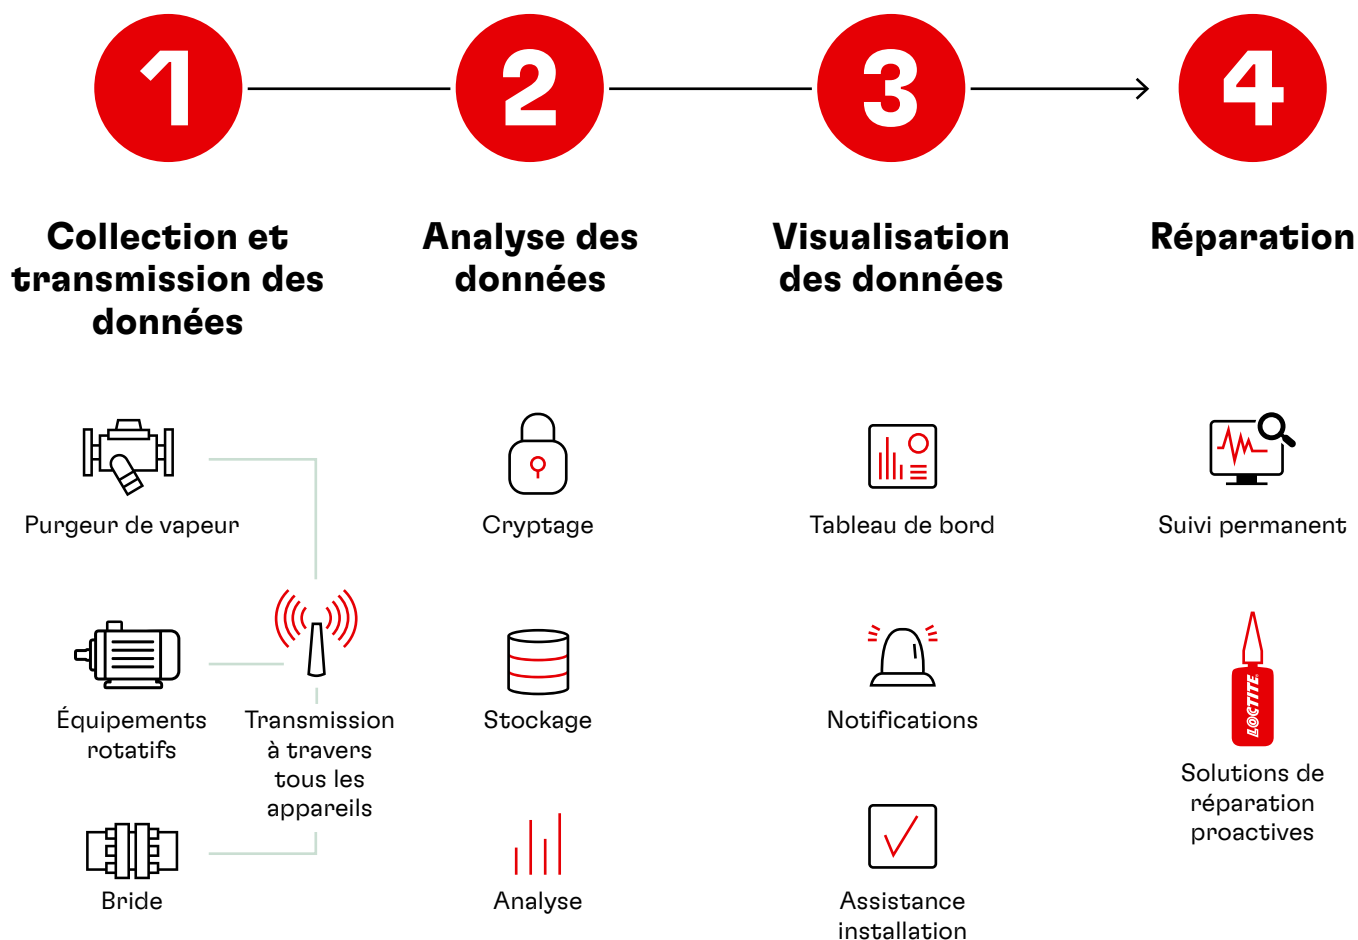 1
2
3
4
Collection et
transmission des
données
Analyse des
données
Visualisation
des données
Réparation
Purgeur de vapeur
Équipements
rotatifs
Transmission
à travers
tous les
appareils
Bride
Cryptage
Stockage
Analyse
Tableau de bord
Notifications
Assistance
installation
Suivi permanent
LOCTITE
Solutions de
réparation
proactives